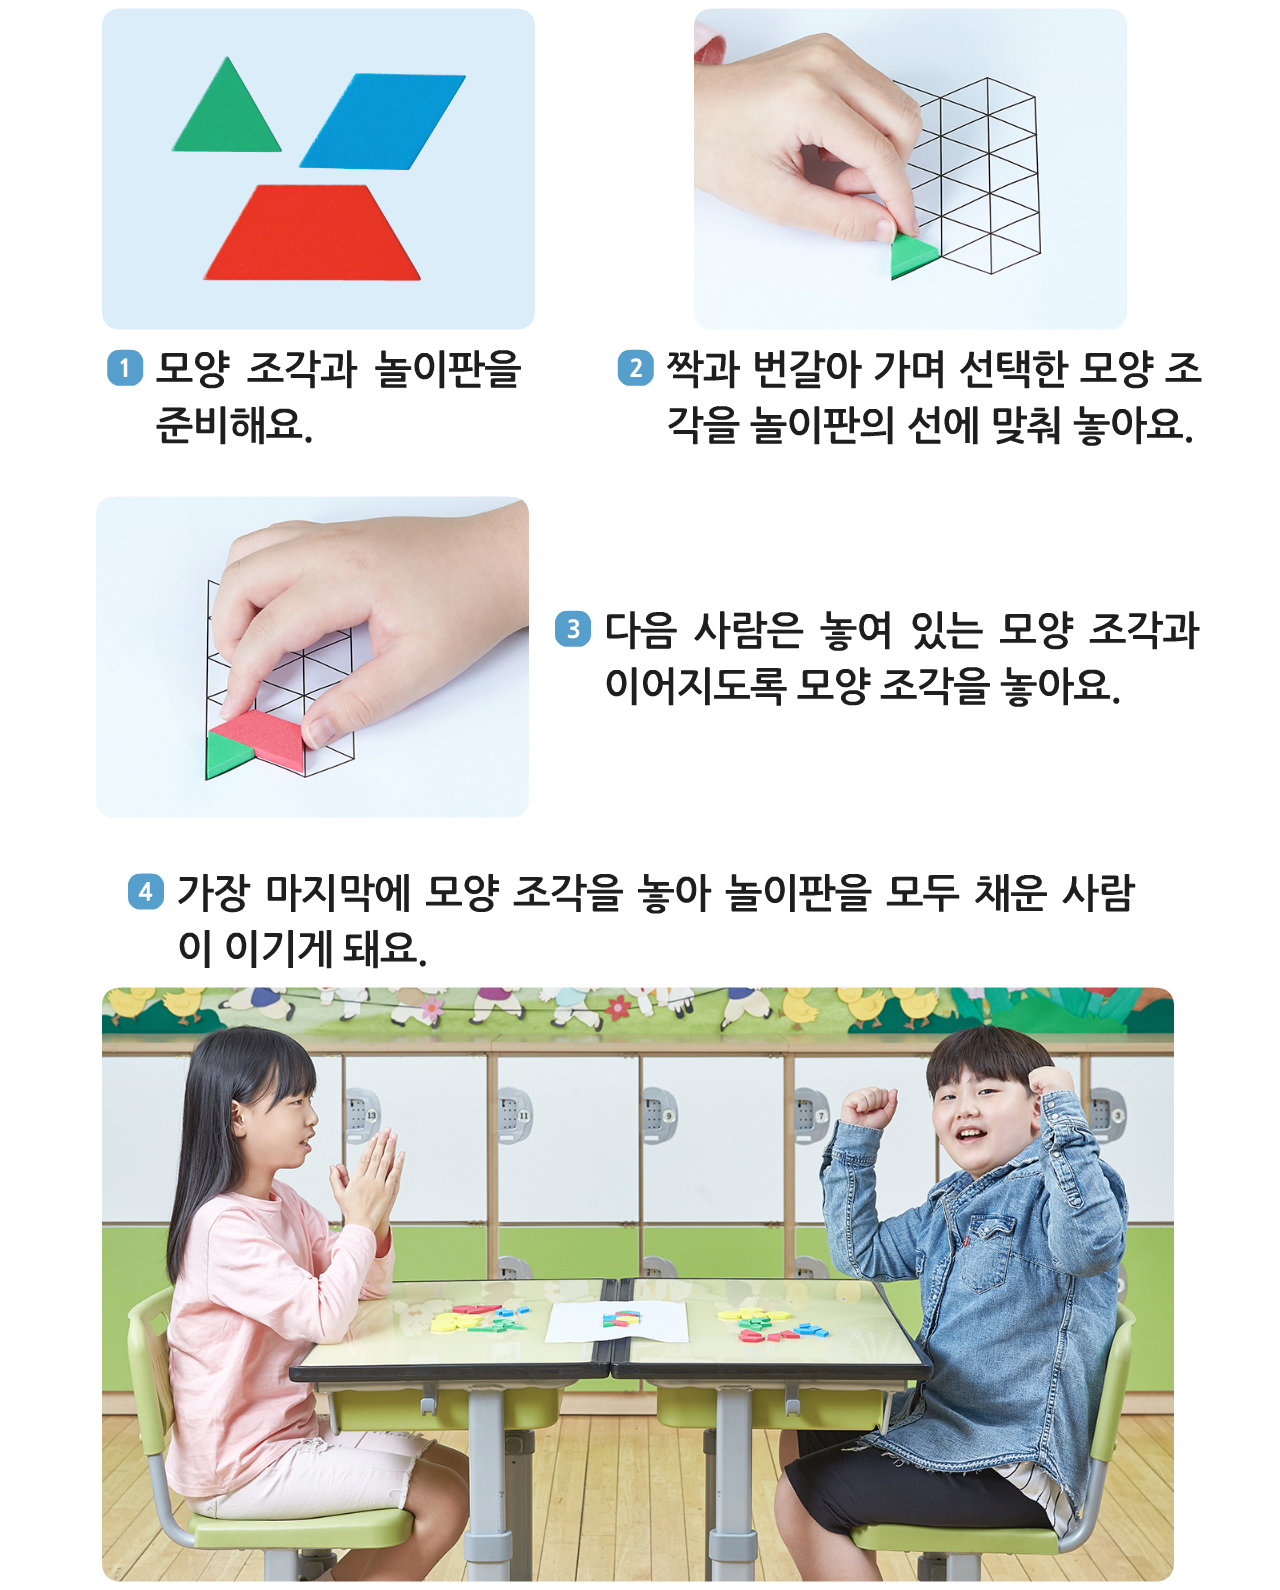 1 모양 조각과 놀이판을
준비해요.
2 짝과 번갈아 가며 선택한 모양 조
각을 놀이판의 선에 맞춰 놓아요.
3 다음 사람은 놓여 있는 모양 조각과
이어지도록 모양 조각을 놓아요.
4 가장 마지막에 모양 조각을 놓아 놀이판을 모두 채운 사람
이 이기게 돼요.
13
11
9
7
3